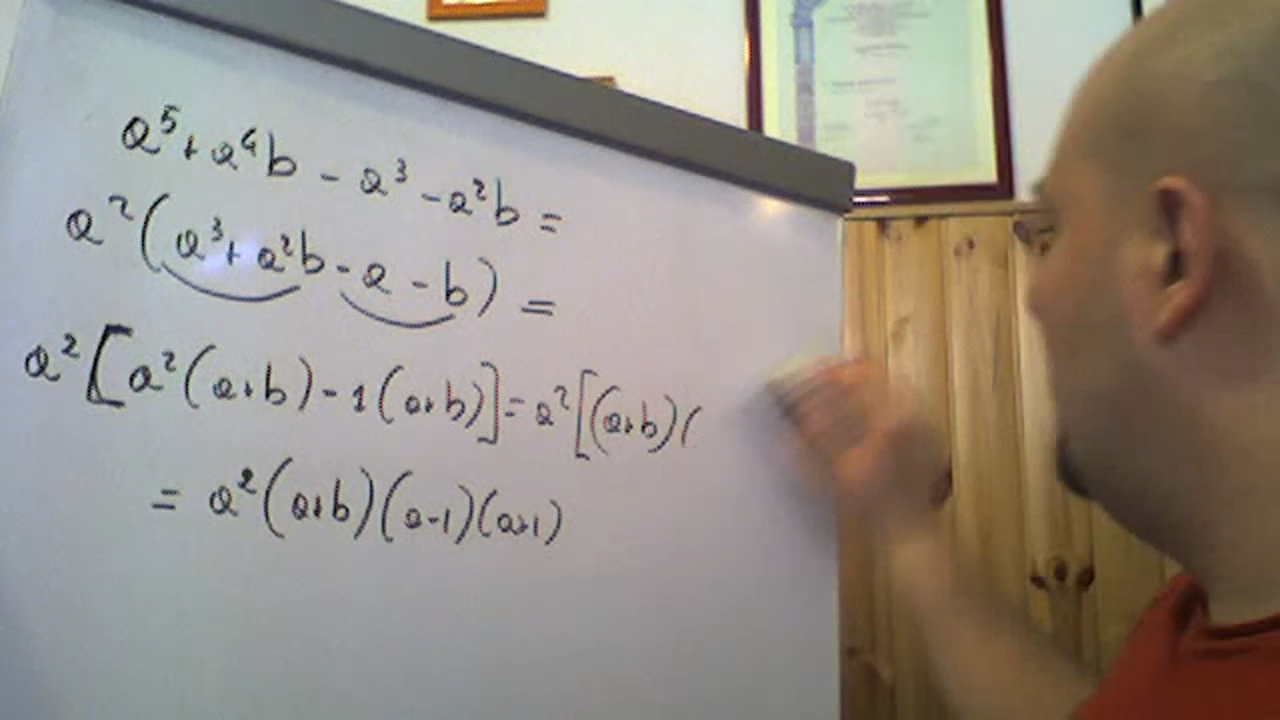 a⁵ + a⁴b - a³ - a²b =
a²(a³ + a²b - a - b) =
a²[a²(a+b) - 1(a+b)] = a²[(a+b)(
= a²(a+b)(a-1)(a+1)